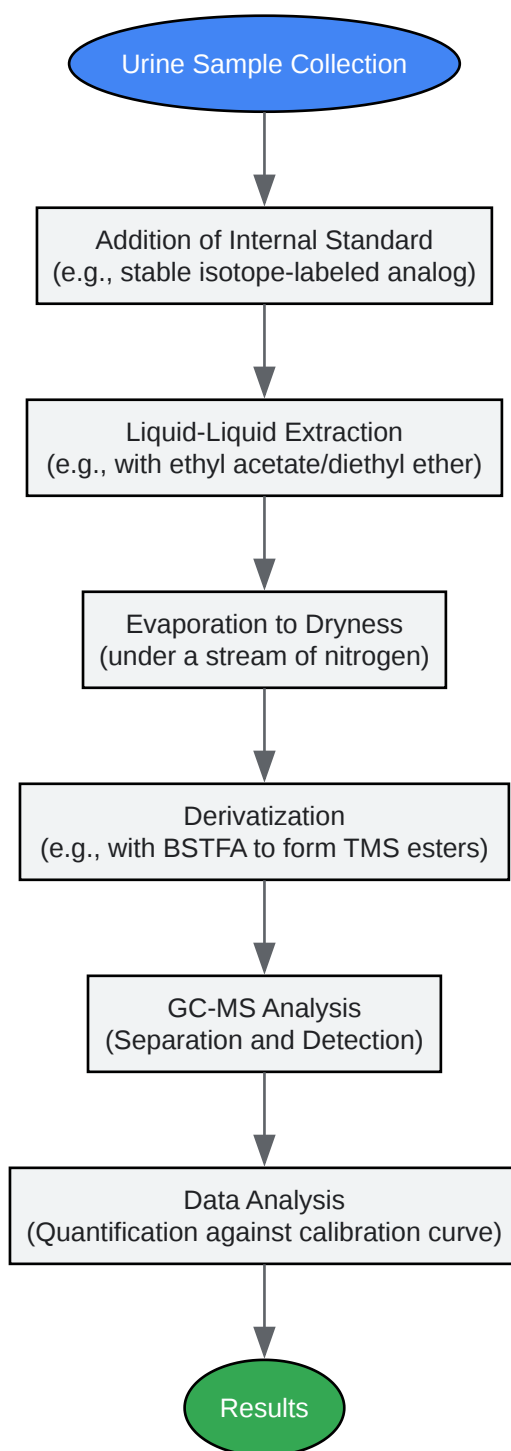 Urine Sample Collection
Addition of Internal Standard
(e.g., stable isotope-labeled analog)
Liquid-Liquid Extraction
(e.g., with ethyl acetate/diethyl ether)
Evaporation to Dryness
(under a stream of nitrogen)
Derivatization
(e.g., with BSTFA to form TMS esters)
GC-MS Analysis
(Separation and Detection)
Data Analysis
(Quantification against calibration curve)
Results